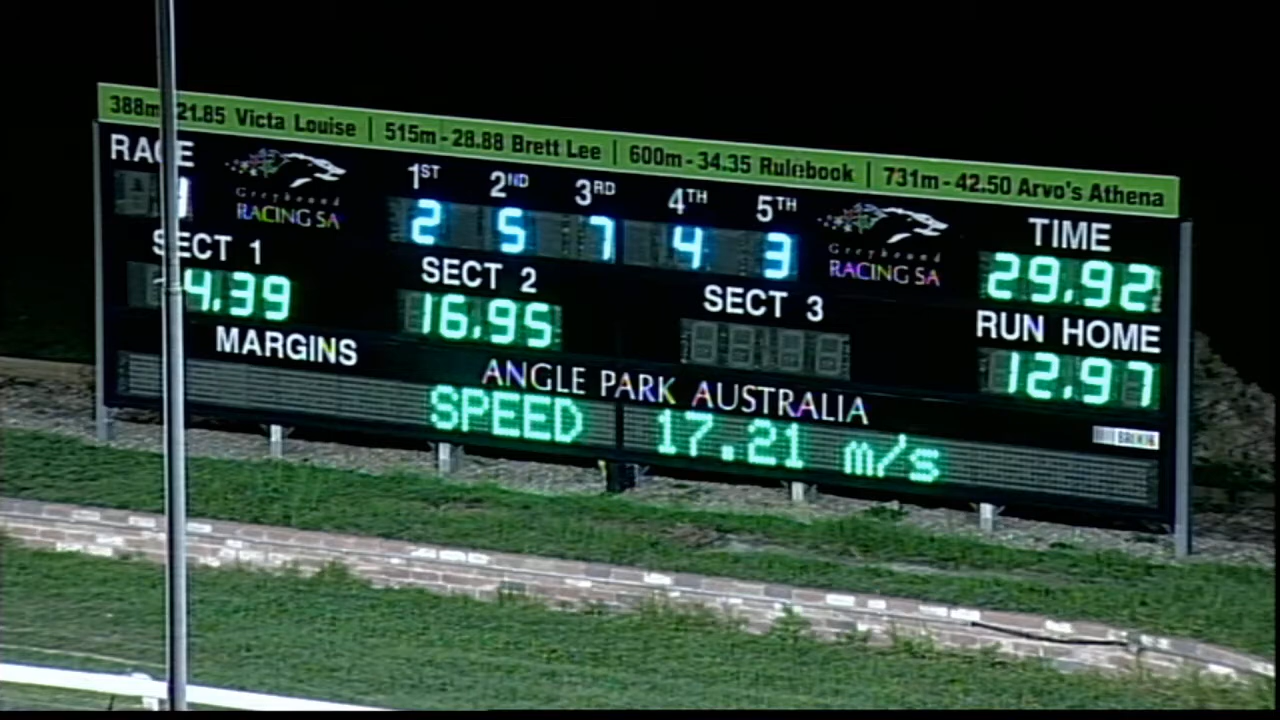 388m 21.85 Victa Louise | 515m - 28.88 Brett Lee | 600m - 34.35 Rulebook | 731m - 42.50 Arvo's Athena
RACE
Greyhound
RACING SA
1ST 2ND 3RD 4TH 5TH
2 5 7 4 3
Greyhound
RACING SA
TIME
29.92
SECT 1
4.39
SECT 2
16.95
SECT 3
RUN HOME
12.97
MARGINS
ANGLE PARK AUSTRALIA
SPEED 17.21 m/s